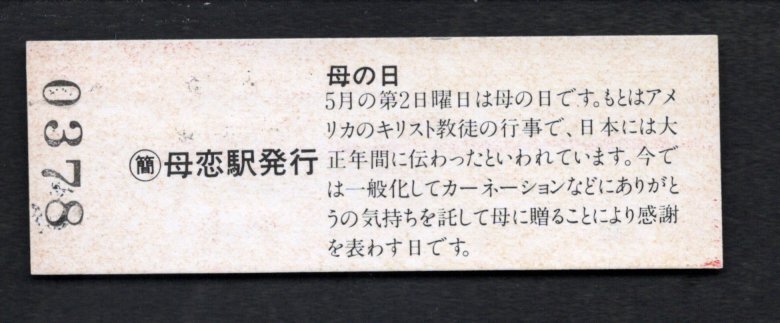 0378
㊙簡 母恋駅発行
母の日
5月の第2日曜日は母の日です。もとはアメ
リカのキリスト教徒の行事で、日本には大
正年間に伝わったといわれています。今で
は一般化してカーネーションなどにありがと
うの気持ちを託して母に贈ることにより感謝
を表わす日です。